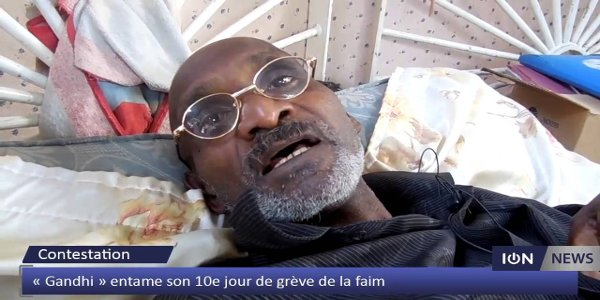 Contestation
« Gandhi » entame son 10e jour de grève de la faim
ION NEWS